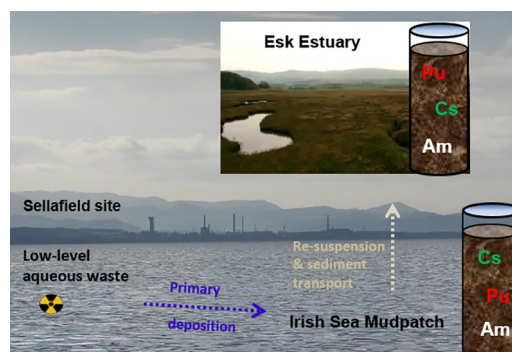 Esk Estuary
Pu
Cs
Am
Sellafield site
Low-level
aqueous waste
Primary
deposition
Re-suspension
& sediment
transport
Irish Sea Mudpatch
Cs
Pu
Am